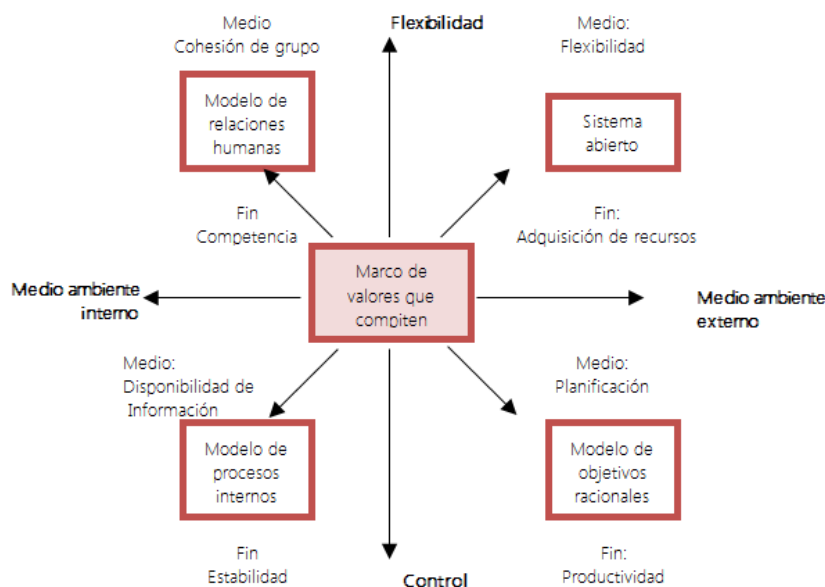 Medio
Cohesión de grupo
Flexibilidad
Medio:
Flexibilidad
Modelo de
relaciones
humanas
Sistema
abierto
Fin
Competencia
Fin:
Adquisición de recursos
Medio ambiente
interno
Marco de
valores que
compiten
Medio ambiente
externo
Medio:
Disponibilidad de
Información
Medio:
Planificación
Modelo de
procesos
internos
Modelo de
objetivos
racionales
Fin
Estabilidad
Control
Fin:
Productividad